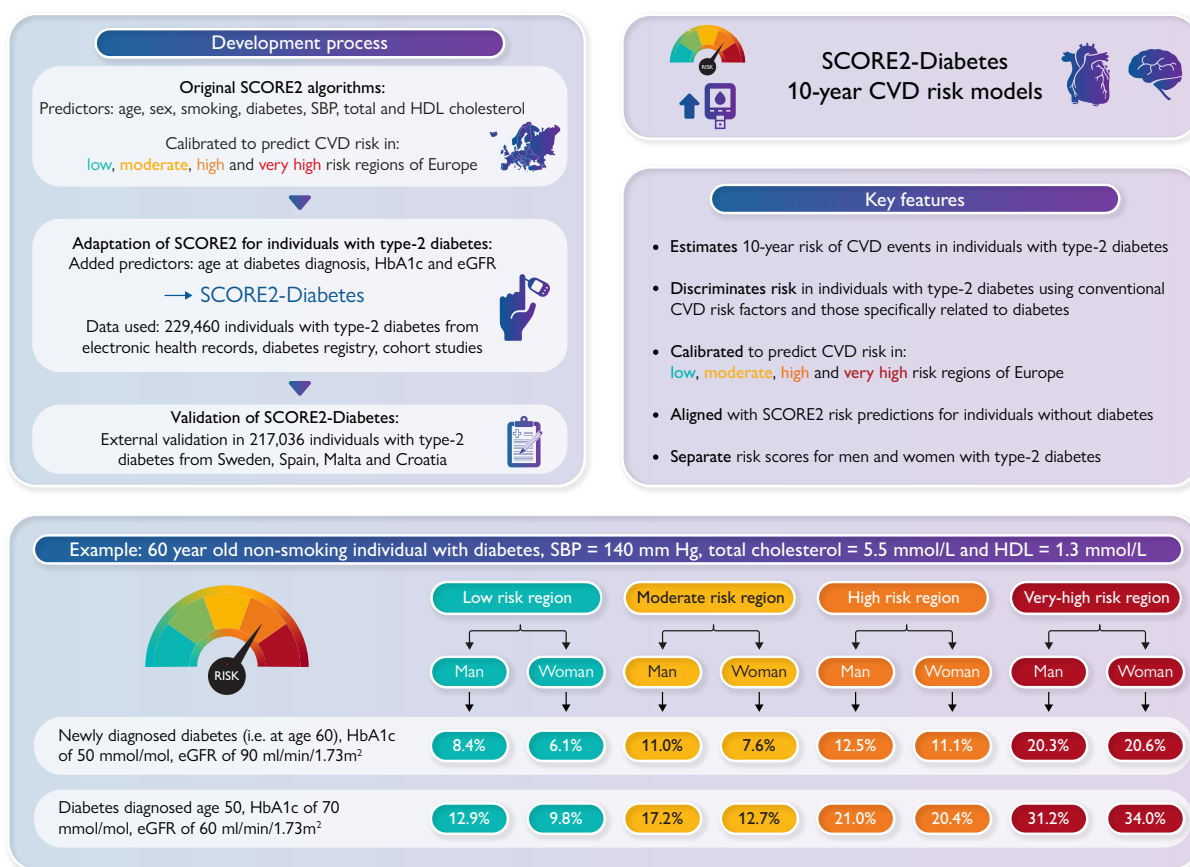 Development process
Original SCORE2 algorithms:
Predictors: age, sex, smoking, diabetes, SBP, total and HDL cholesterol
Calibrated to predict CVD risk in:
low, moderate, high and very high risk regions of Europe
Adaptation of SCORE2 for individuals with type-2 diabetes:
Added predictors: age at diabetes diagnosis, HbA1c and eGFR
→ SCORE2-Diabetes
Data used: 229,460 individuals with type-2 diabetes from
electronic health records, diabetes registry, cohort studies
Validation of SCORE2-Diabetes:
External validation in 217,036 individuals with type-2
diabetes from Sweden, Spain, Malta and Croatia
RISK
SCORE2-Diabetes
10-year CVD risk models
Key features
• Estimates 10-year risk of CVD events in individuals with type-2 diabetes
• Discriminates risk in individuals with type-2 diabetes using conventional
CVD risk factors and those specifically related to diabetes
• Calibrated to predict CVD risk in:
low, moderate, high and very high risk regions of Europe
• Aligned with SCORE2 risk predictions for individuals without diabetes
• Separate risk scores for men and women with type-2 diabetes
Example: 60 year old non-smoking individual with diabetes, SBP = 140 mm Hg, total cholesterol = 5.5 mmol/L and HDL = 1.3 mmol/L
RISK
Low risk region Moderate risk region High risk region Very-high risk region
Man Woman Man Woman Man Woman Man Woman
Newly diagnosed diabetes (i.e. at age 60), HbA1c
of 50 mmol/mol, eGFR of 90 ml/min/1.73m²
8.4% 6.1% 11.0% 7.6% 12.5% 11.1% 20.3% 20.6%
Diabetes diagnosed age 50, HbA1c of 70
mmol/mol, eGFR of 60 ml/min/1.73m²
12.9% 9.8% 17.2% 12.7% 21.0% 20.4% 31.2% 34.0%